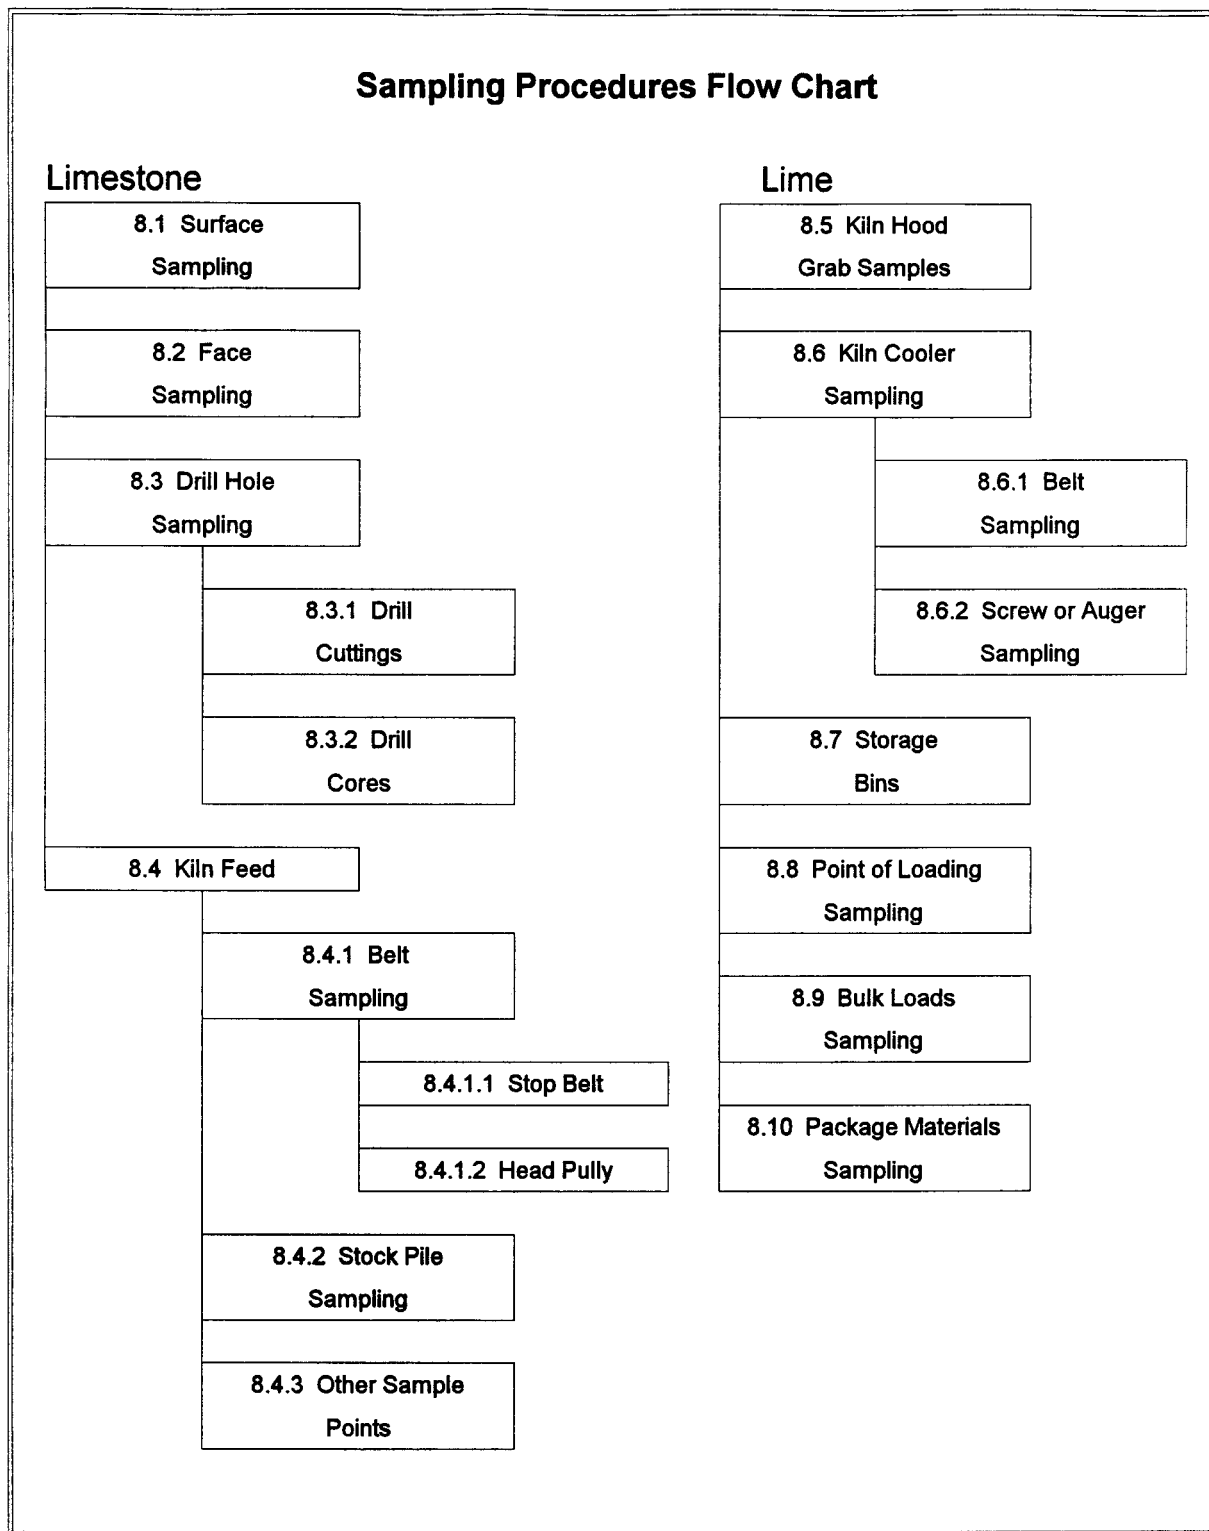 Sampling Procedures Flow Chart
Limestone
8.1 Surface
Sampling
8.2 Face
Sampling
8.3 Drill Hole
Sampling
8.3.1 Drill
Cuttings
8.3.2 Drill
Cores
8.4 Kiln Feed
8.4.1 Belt
Sampling
8.4.1.1 Stop Belt
8.4.1.2 Head Pully
8.4.2 Stock Pile
Sampling
8.4.3 Other Sample
Points
Lime
8.5 Kiln Hood
Grab Samples
8.6 Kiln Cooler
Sampling
8.6.1 Belt
Sampling
8.6.2 Screw or Auger
Sampling
8.7 Storage
Bins
8.8 Point of Loading
Sampling
8.9 Bulk Loads
Sampling
8.10 Package Materials
Sampling